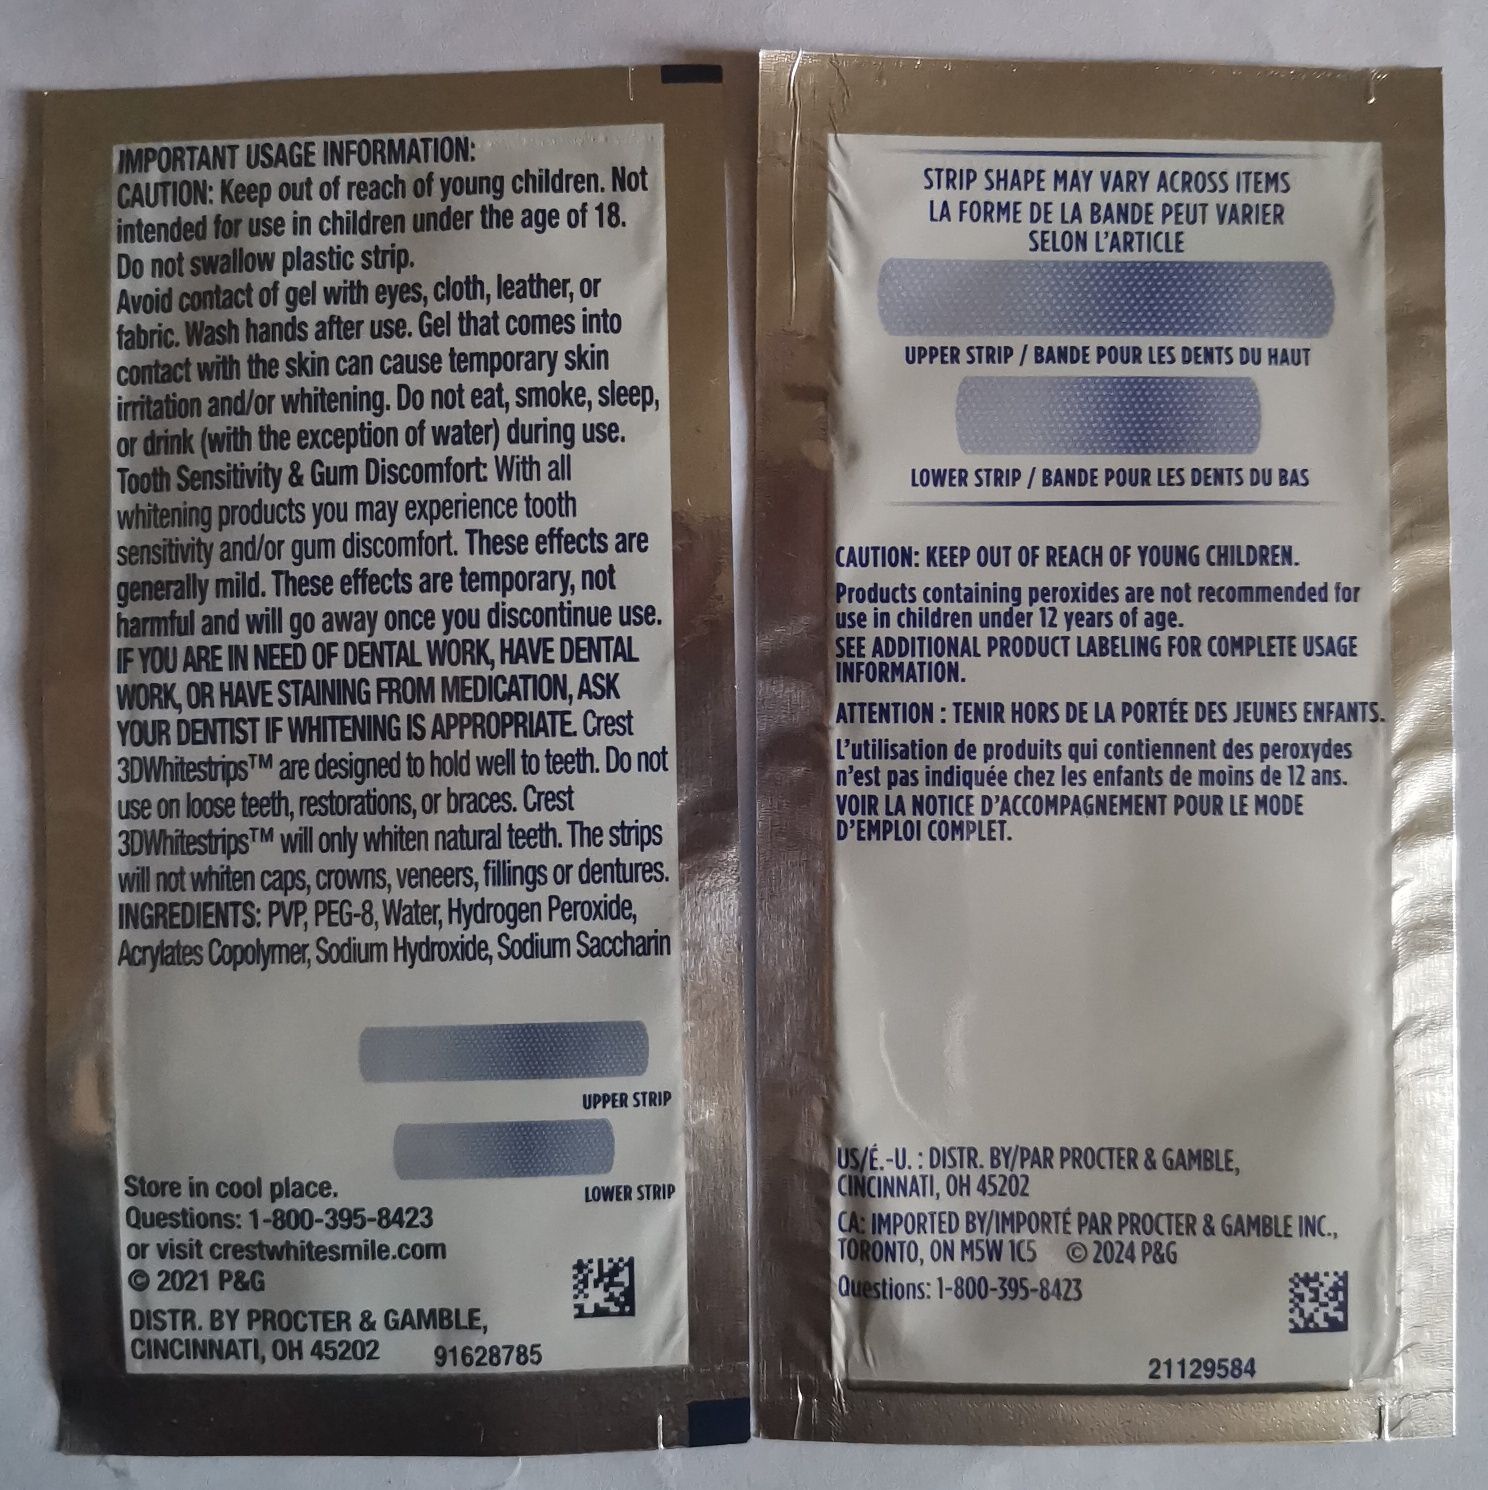 IMPORTANT USAGE INFORMATION:
CAUTION: Keep out of reach of young children. Not
intended for use in children under the age of 18.
Do not swallow plastic strip.
Avoid contact of gel with eyes, cloth, leather, or
fabric. Wash hands after use. Gel that comes into
contact with the skin can cause temporary skin
irritation and/or whitening. Do not eat, smoke, sleep,
or drink (with the exception of water) during use.
Tooth Sensitivity & Gum Discomfort: With all
whitening products you may experience tooth
sensitivity and/or gum discomfort. These effects are
generally mild. These effects are temporary, not
harmful and will go away once you discontinue use.
IF YOU ARE IN NEED OF DENTAL WORK, HAVE DENTAL
WORK, OR HAVE STAINING FROM MEDICATION, ASK
YOUR DENTIST IF WHITENING IS APPROPRIATE. Crest
3DWhitestrips™ are designed to hold well to teeth. Do not
use on loose teeth, restorations, or braces. Crest
3DWhitestrips™ will only whiten natural teeth. The strips
will not whiten caps, crowns, veneers, fillings or dentures.
INGREDIENTS: PVP, PEG-8, Water, Hydrogen Peroxide,
Acrylates Copolymer, Sodium Hydroxide, Sodium Saccharin
UPPER STRIP
LOWER STRIP
Store in cool place.
Questions: 1-800-395-8423
or visit crestwhitesmile.com
© 2021 P&G
DISTR. BY PROCTER & GAMBLE,
CINCINNATI, OH 45202
91628785
STRIP SHAPE MAY VARY ACROSS ITEMS
LA FORME DE LA BANDE PEUT VARIER
SELON L'ARTICLE
UPPER STRIP / BANDE POUR LES DENTS DU HAUT
LOWER STRIP / BANDE POUR LES DENTS DU BAS
CAUTION: KEEP OUT OF REACH OF YOUNG CHILDREN.
Products containing peroxides are not recommended for
use in children under 12 years of age.
SEE ADDITIONAL PRODUCT LABELING FOR COMPLETE USAGE
INFORMATION.
ATTENTION : TENIR HORS DE LA PORTÉE DES JEUNES ENFANTS.
L'utilisation de produits qui contiennent des peroxydes
n'est pas indiquée chez les enfants de moins de 12 ans.
VOIR LA NOTICE D'ACCOMPAGNEMENT POUR LE MODE
D'EMPLOI COMPLET.
US/É.-U. : DISTR. BY/PAR PROCTER & GAMBLE,
CINCINNATI, OH 45202
CA: IMPORTED BY/IMPORTÉ PAR PROCTER & GAMBLE INC.,
TORONTO, ON M5W 1C5 © 2024 P&G
Questions: 1-800-395-8423
21129584